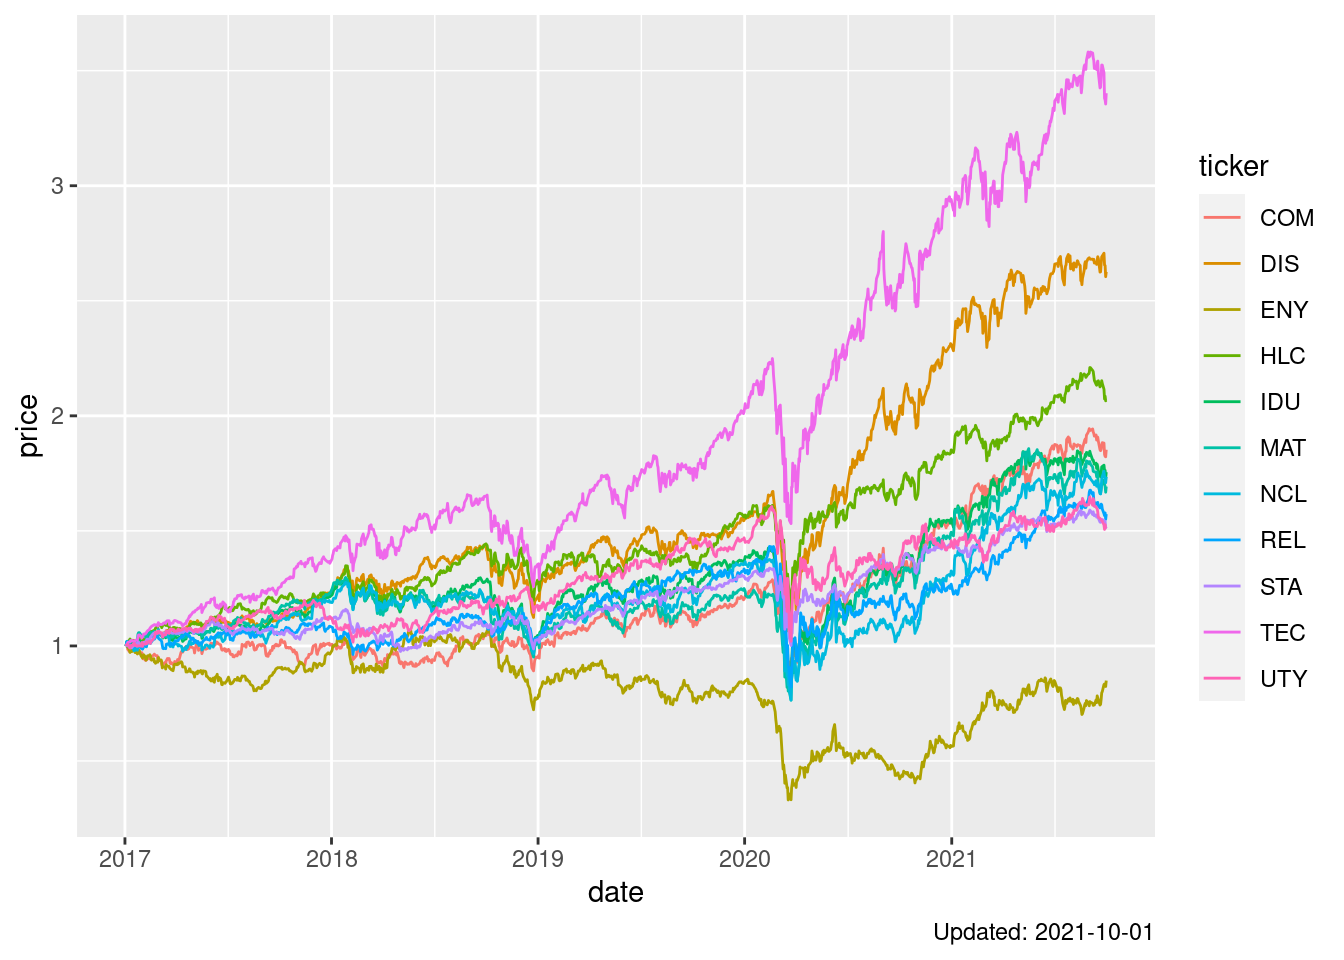 3
2
1
price
2017 2018 2019 2020 2021
date
ticker
COM
DIS
ENY
HLC
IDU
MAT
NCL
REL
STA
TEC
UTY
Updated: 2021-10-01